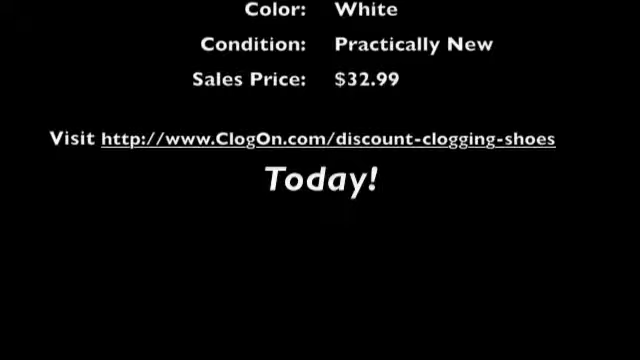 Color: White
Condition: Practically New
Sales Price: $32.99
Visit http://www.ClogOn.com/discount-clogging-shoes
Today!